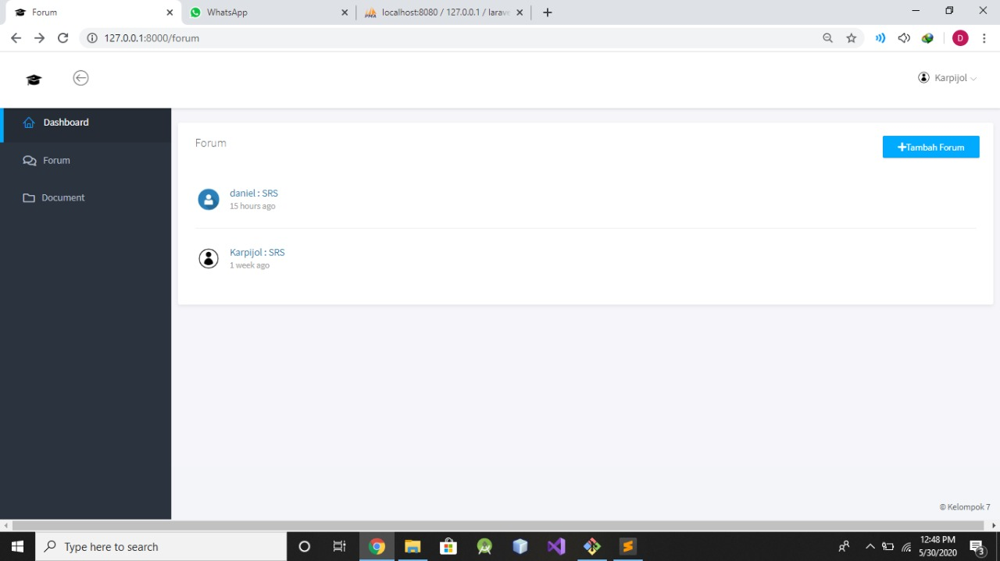 Forum
WhatsApp
localhost:8080 / 127.0.0.1 / larave
127.0.0.1:8000/forum
D
Karpijol
Dashboard
Forum
Document
Forum
Tambah Forum
daniel : SRS
15 hours ago
Karpijol : SRS
1 week ago
© Kelompok 7
Type here to search
12:48 PM
5/30/2020
3